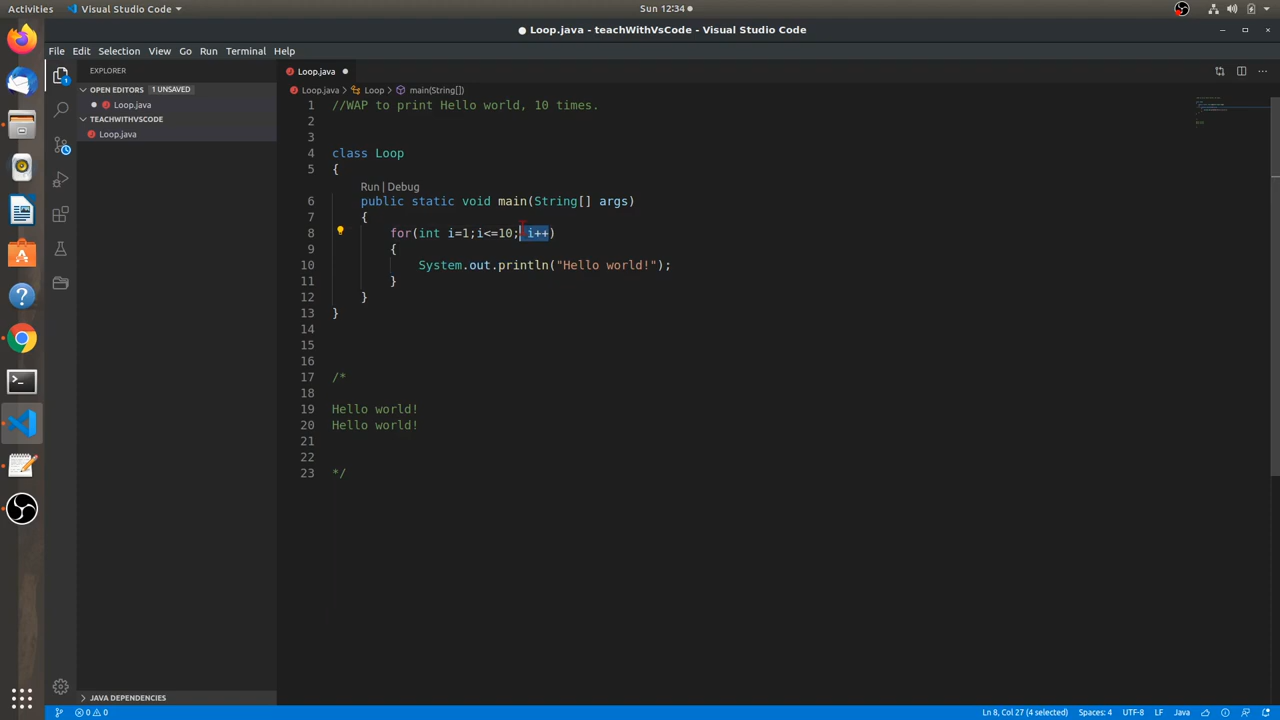 Activities
Visual Studio Code
Sun 12:34
Loop.java - teachWithVsCode - Visual Studio Code
File Edit Selection View Go Run Terminal Help
EXPLORER
OPEN EDITORS 1 UNSAVED
Loop.java
TEACHWITHVSCODE
Loop.java
JAVA DEPENDENCIES
Loop.java
Loop.java > Loop > main(String[])
1 //WAP to print Hello world, 10 times.
2
3
4 class Loop
5 {
Run | Debug
6 public static void main(String[] args)
7 {
8 for(int i=1;i<=10; i++)
9 {
10 System.out.println("Hello world!");
11 }
12 }
13 }
14
15
16
17 /*
18
19 Hello world!
20 Hello world!
21
22
23 */
0 0 Ln 8, Col 27 (4 selected) Spaces: 4 UTF-8 LF Java